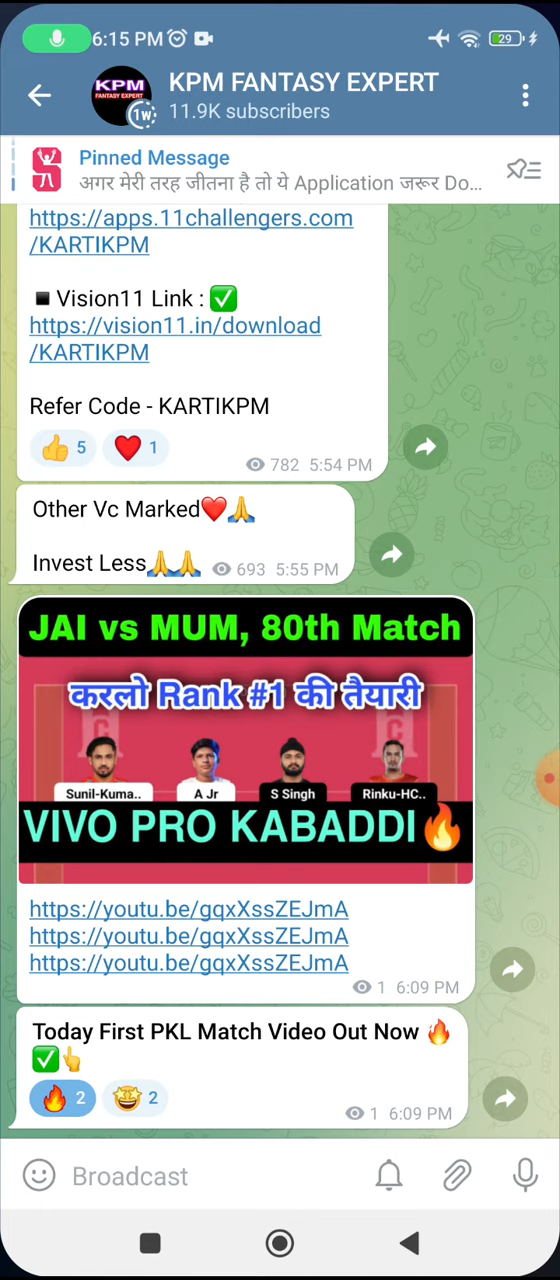 6:15 PM
29
KPM
FANTASY EXPERT
1w
KPM FANTASY EXPERT
11.9K subscribers
Pinned Message
अगर मेरी तरह जीतना है तो ये Application जरूर Do...
https://apps.11challengers.com
/KARTIKPM
▪️Vision11 Link : ✅
https://vision11.in/download
/KARTIKPM
Refer Code - KARTIKPM
👍 5 ❤️ 1
782 5:54 PM
Other Vc Marked❤️🙏
Invest Less🙏🙏 693 5:55 PM
JAI vs MUM, 80th Match
करलो Rank #1 की तैयारी
Sunil-Kuma.. A Jr S Singh Rinku-HC..
VIVO PRO KABADDI🔥
https://youtu.be/gqxXssZEJmA
https://youtu.be/gqxXssZEJmA
https://youtu.be/gqxXssZEJmA
1 6:09 PM
Today First PKL Match Video Out Now 🔥
✅👆
🔥 2 🤩 2
1 6:09 PM
Broadcast